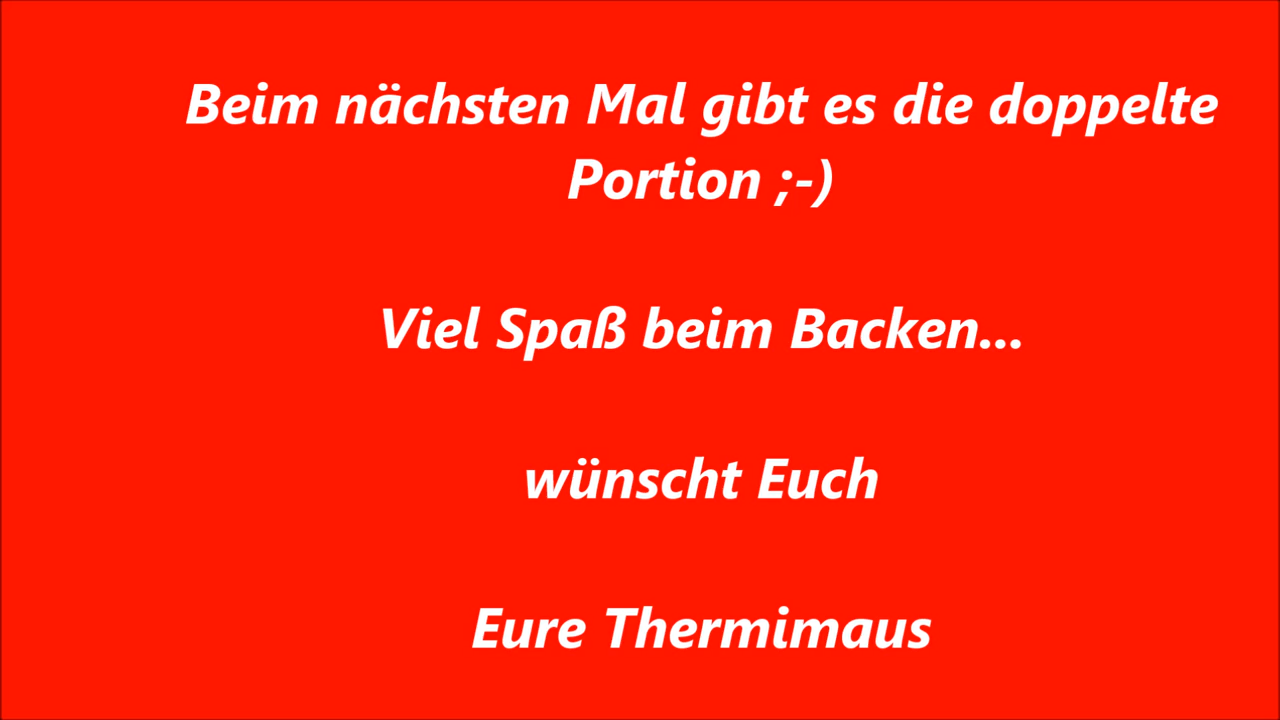 Beim nächsten Mal gibt es die doppelte
Portion ;-)
Viel Spaß beim Backen...
wünscht Euch
Eure Thermimaus